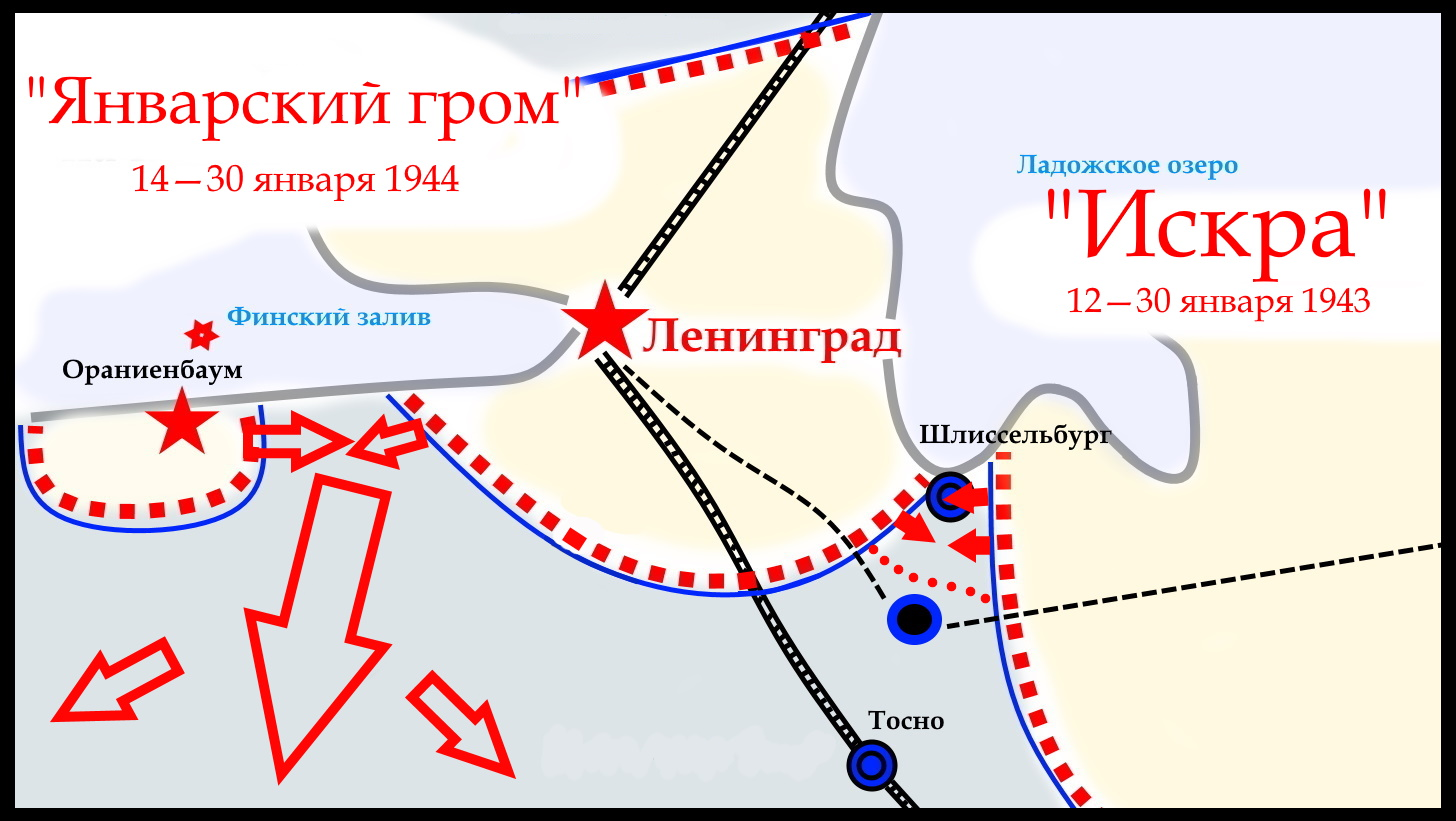 "Январский гром"
14—30 января 1944
Ладожское озеро
"Искра"
12—30 января 1943
Финский залив
Ораниенбаум
Ленинград
Шлиссельбург
Тосно